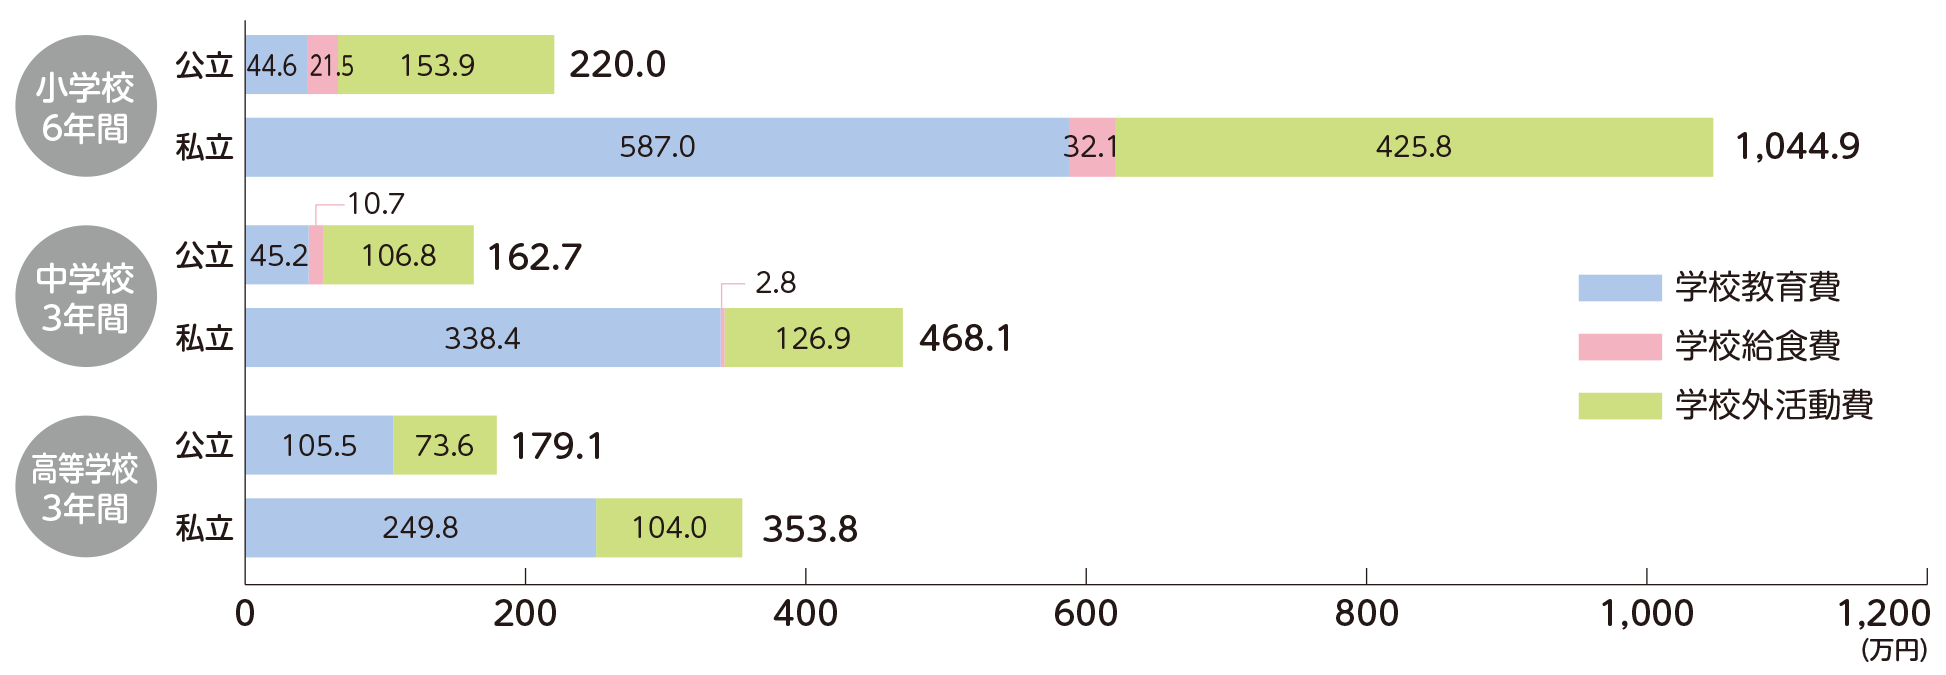 小学校
6年間
公立 44.6 21.5 153.9 220.0
私立 587.0 32.1 425.8 1,044.9
中学校
3年間
10.7
公立 45.2 106.8 162.7
2.8
私立 338.4 126.9 468.1
高等学校
3年間
公立 105.5 73.6 179.1
私立 249.8 104.0 353.8
学校教育費
学校給食費
学校外活動費
0 200 400 600 800 1,000 1,200
(万円)